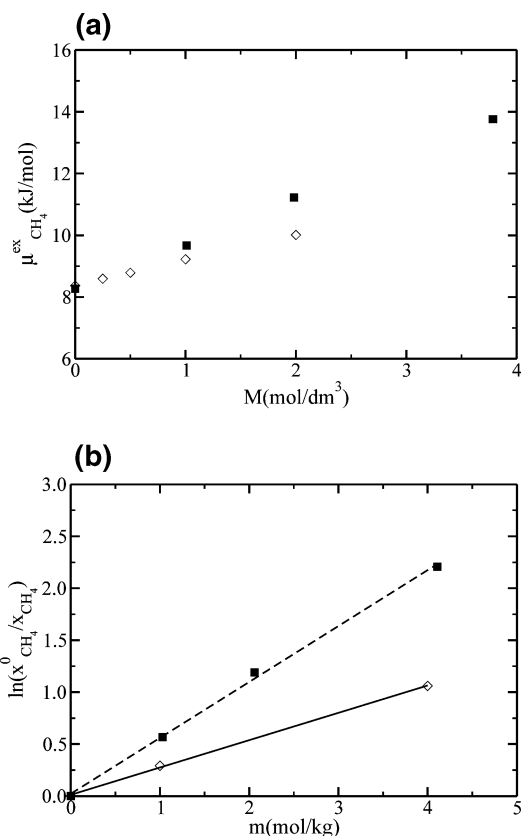 (a)
16
14
12
10
8
6
μ^ex_CH4(kJ/mol)
0 1 2 3 4
M(mol/dm^3)
(b)
3.0
2.5
2.0
1.5
1.0
0.5
0.0
ln(x^0_CH4/x_CH4)
0 1 2 3 4 5
m(mol/kg)